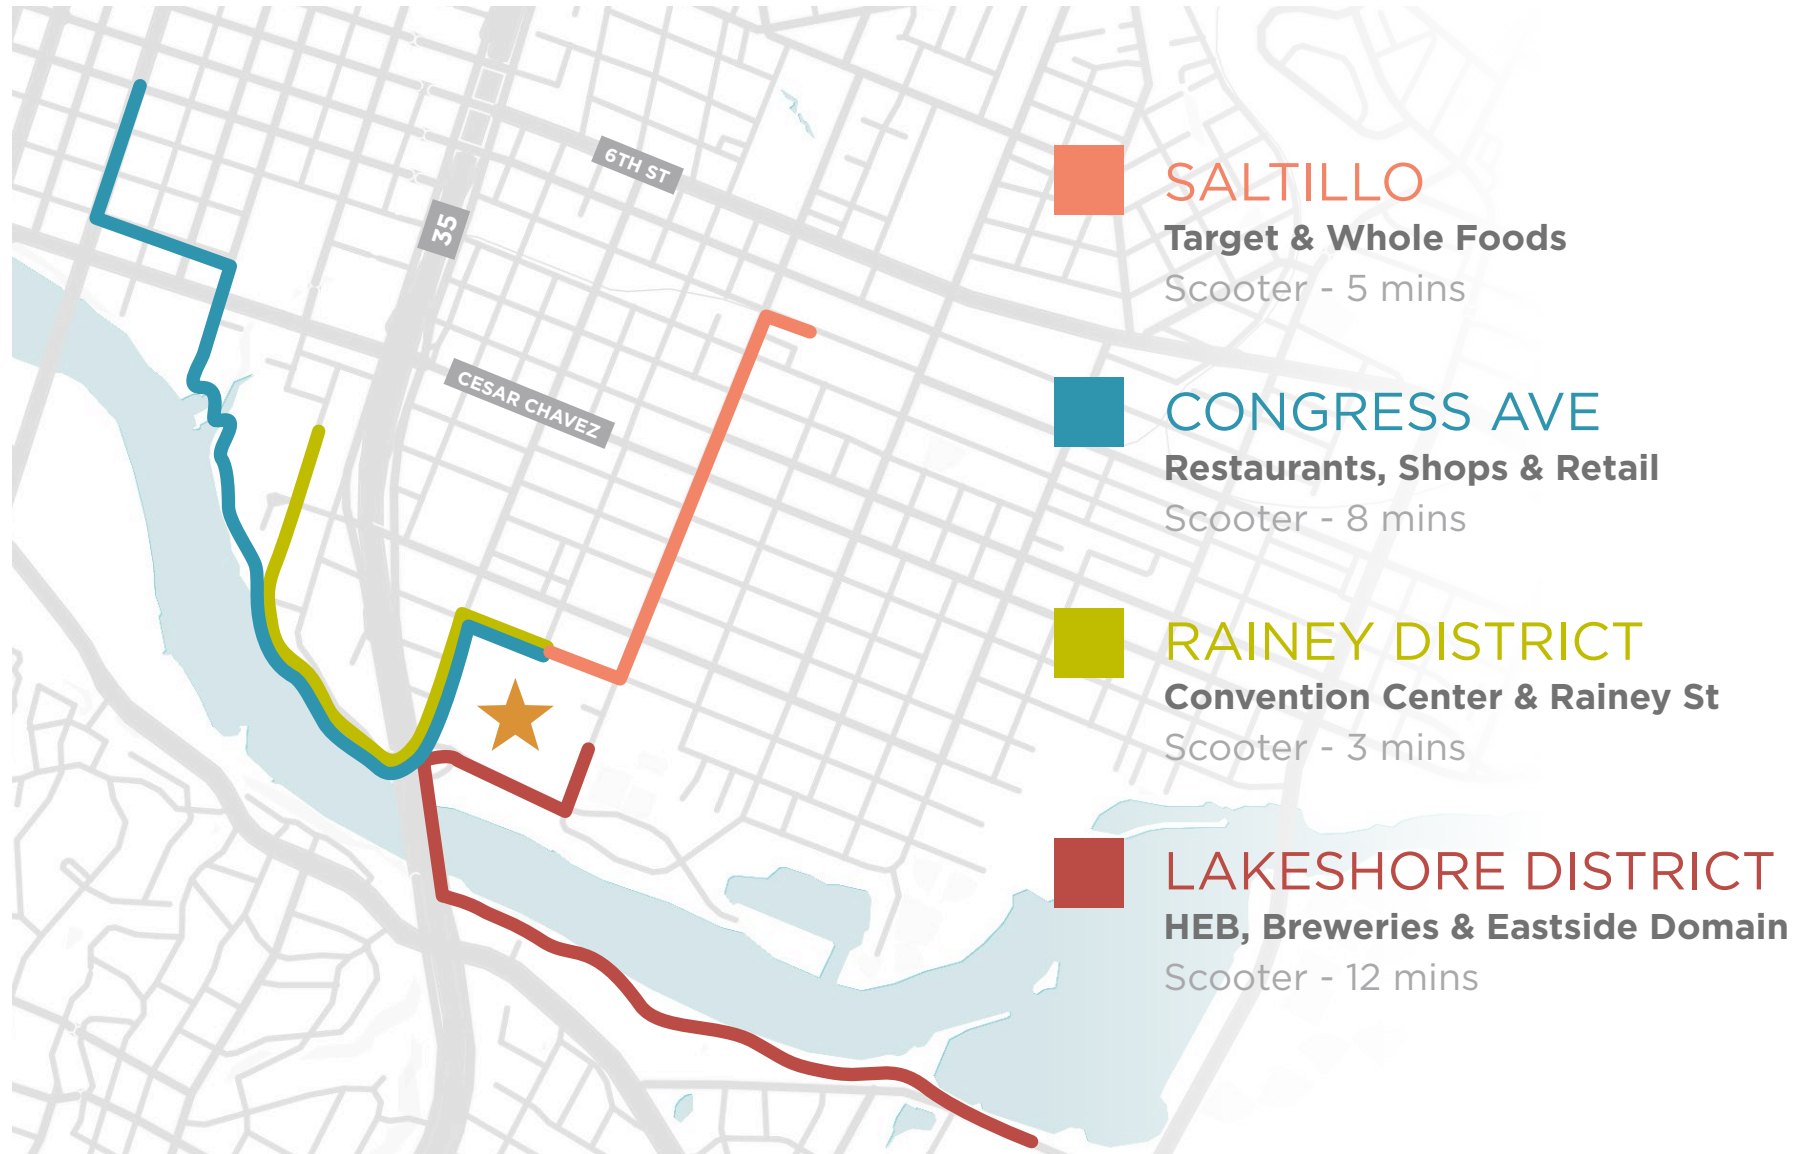 6TH ST
35
CESAR CHAVEZ
SALTILLO
Target & Whole Foods
Scooter - 5 mins
CONGRESS AVE
Restaurants, Shops & Retail
Scooter - 8 mins
RAINEY DISTRICT
Convention Center & Rainey St
Scooter - 3 mins
LAKESHORE DISTRICT
HEB, Breweries & Eastside Domain
Scooter - 12 mins